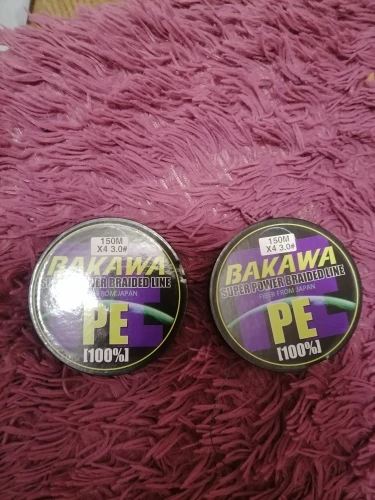 150M
X4 3.0#
BAKAWA
SUPER POWER BRAIDED LINE
FROM JAPAN
PE
[100%]
150M
X4 3.0#
BAKAWA
SUPER POWER BRAIDED LINE
FIBER FROM JAPAN
PE
[100%]